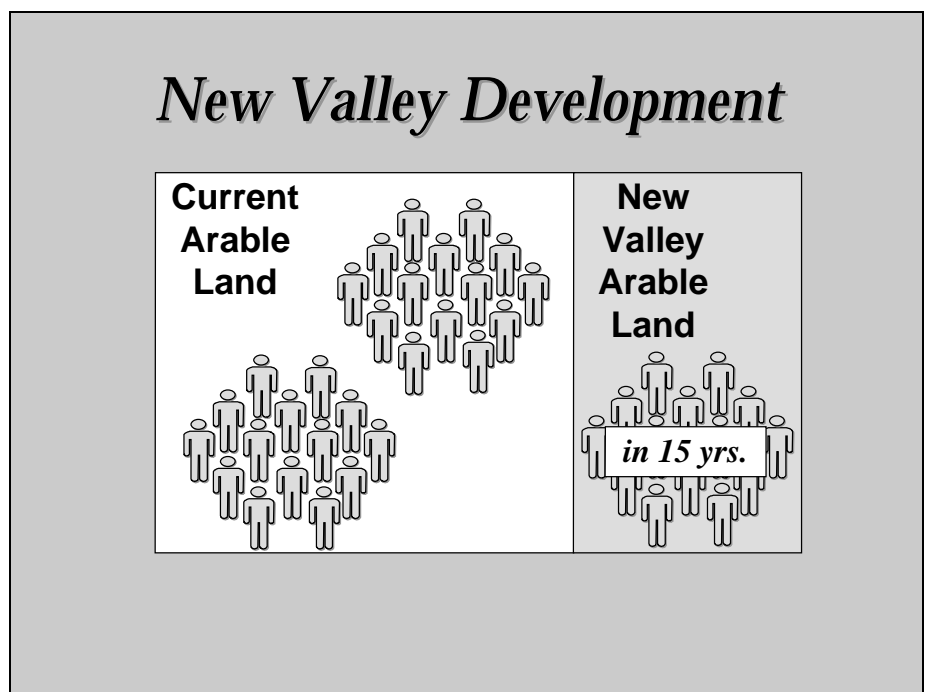 New Valley Development
Current
Arable
Land
New
Valley
Arable
Land
in 15 yrs.